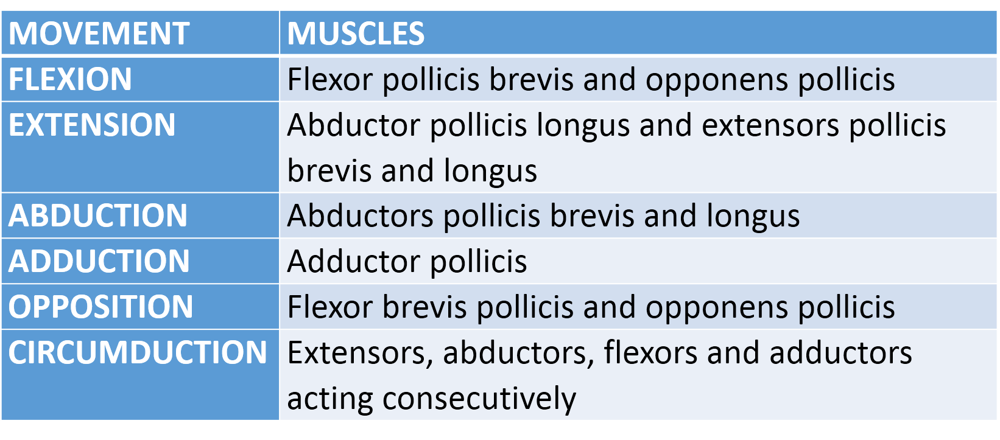 MOVEMENT MUSCLES
FLEXION Flexor pollicis brevis and opponens pollicis
EXTENSION Abductor pollicis longus and extensors pollicis
brevis and longus
ABDUCTION Abductors pollicis brevis and longus
ADDUCTION Adductor pollicis
OPPOSITION Flexor brevis pollicis and opponens pollicis
CIRCUMDUCTION Extensors, abductors, flexors and adductors
acting consecutively